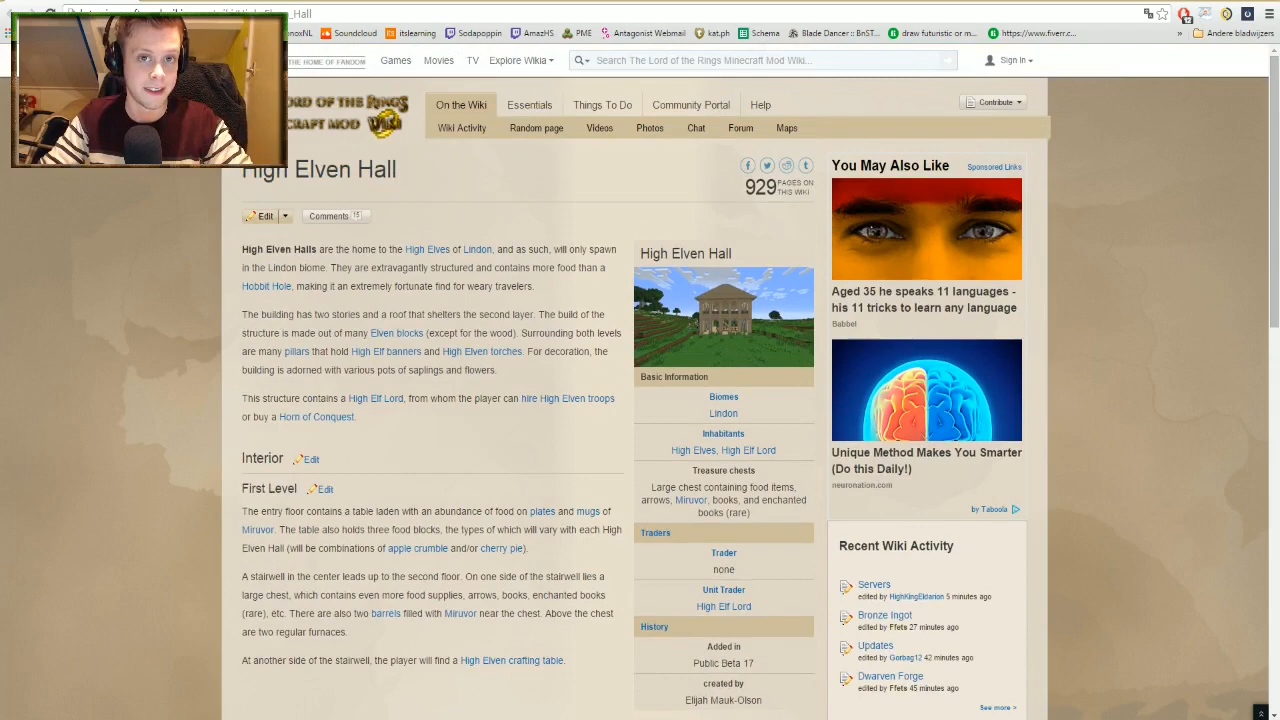 High_Elven_Hall
noxNL
Soundcloud
itslearning
Sodapoppin
AmazHS
PME
Antagonist Webmail
kat.ph
Schema
Blade Dancer :: BnST...
draw futuristic or m...
https://www.fiverr.c...
»
Andere bladwijzers
THE HOME OF FANDOM
Games
Movies
TV
Explore Wikia
Search The Lord of the Rings Minecraft Mod Wiki...
Sign In
ORD OF THE RINGS
CRAFT MOD Wiki
On the Wiki
Essentials
Things To Do
Community Portal
Help
Contribute
Wiki Activity
Random page
Videos
Photos
Chat
Forum
Maps
High Elven Hall
929 PAGES ON THIS WIKI
Edit
Comments 15
High Elven Halls are the home to the High Elves of Lindon, and as such, will only spawn
in the Lindon biome. They are extravagantly structured and contains more food than a
Hobbit Hole, making it an extremely fortunate find for weary travelers.
The building has two stories and a roof that shelters the second layer. The build of the
structure is made out of many Elven blocks (except for the wood). Surrounding both levels
are many pillars that hold High Elf banners and High Elven torches. For decoration, the
building is adorned with various pots of saplings and flowers.
This structure contains a High Elf Lord, from whom the player can hire High Elven troops
or buy a Horn of Conquest.
Interior Edit
First Level Edit
The entry floor contains a table laden with an abundance of food on plates and mugs of
Miruvor. The table also holds three food blocks, the types of which will vary with each High
Elven Hall (will be combinations of apple crumble and/or cherry pie).
A stairwell in the center leads up to the second floor. On one side of the stairwell lies a
large chest, which contains even more food supplies, arrows, books, enchanted books
(rare), etc. There are also two barrels filled with Miruvor near the chest. Above the chest
are two regular furnaces.
At another side of the stairwell, the player will find a High Elven crafting table.
High Elven Hall
Basic Information
Biomes
Lindon
Inhabitants
High Elves, High Elf Lord
Treasure chests
Large chest containing food items,
arrows, Miruvor, books, and enchanted
books (rare)
Traders
Trader
none
Unit Trader
High Elf Lord
History
Added in
Public Beta 17
created by
Elijah Mauk-Olson
You May Also Like
Sponsored Links
Aged 35 he speaks 11 languages -
his 11 tricks to learn any language
Babbel
Unique Method Makes You Smarter
(Do this Daily!)
neuronation.com
by Taboola
Recent Wiki Activity
Servers
edited by HighKingEldarion 5 minutes ago
Bronze Ingot
edited by Ffets 27 minutes ago
Updates
edited by Gorbag12 42 minutes ago
Dwarven Forge
edited by Ffets 45 minutes ago
See more >